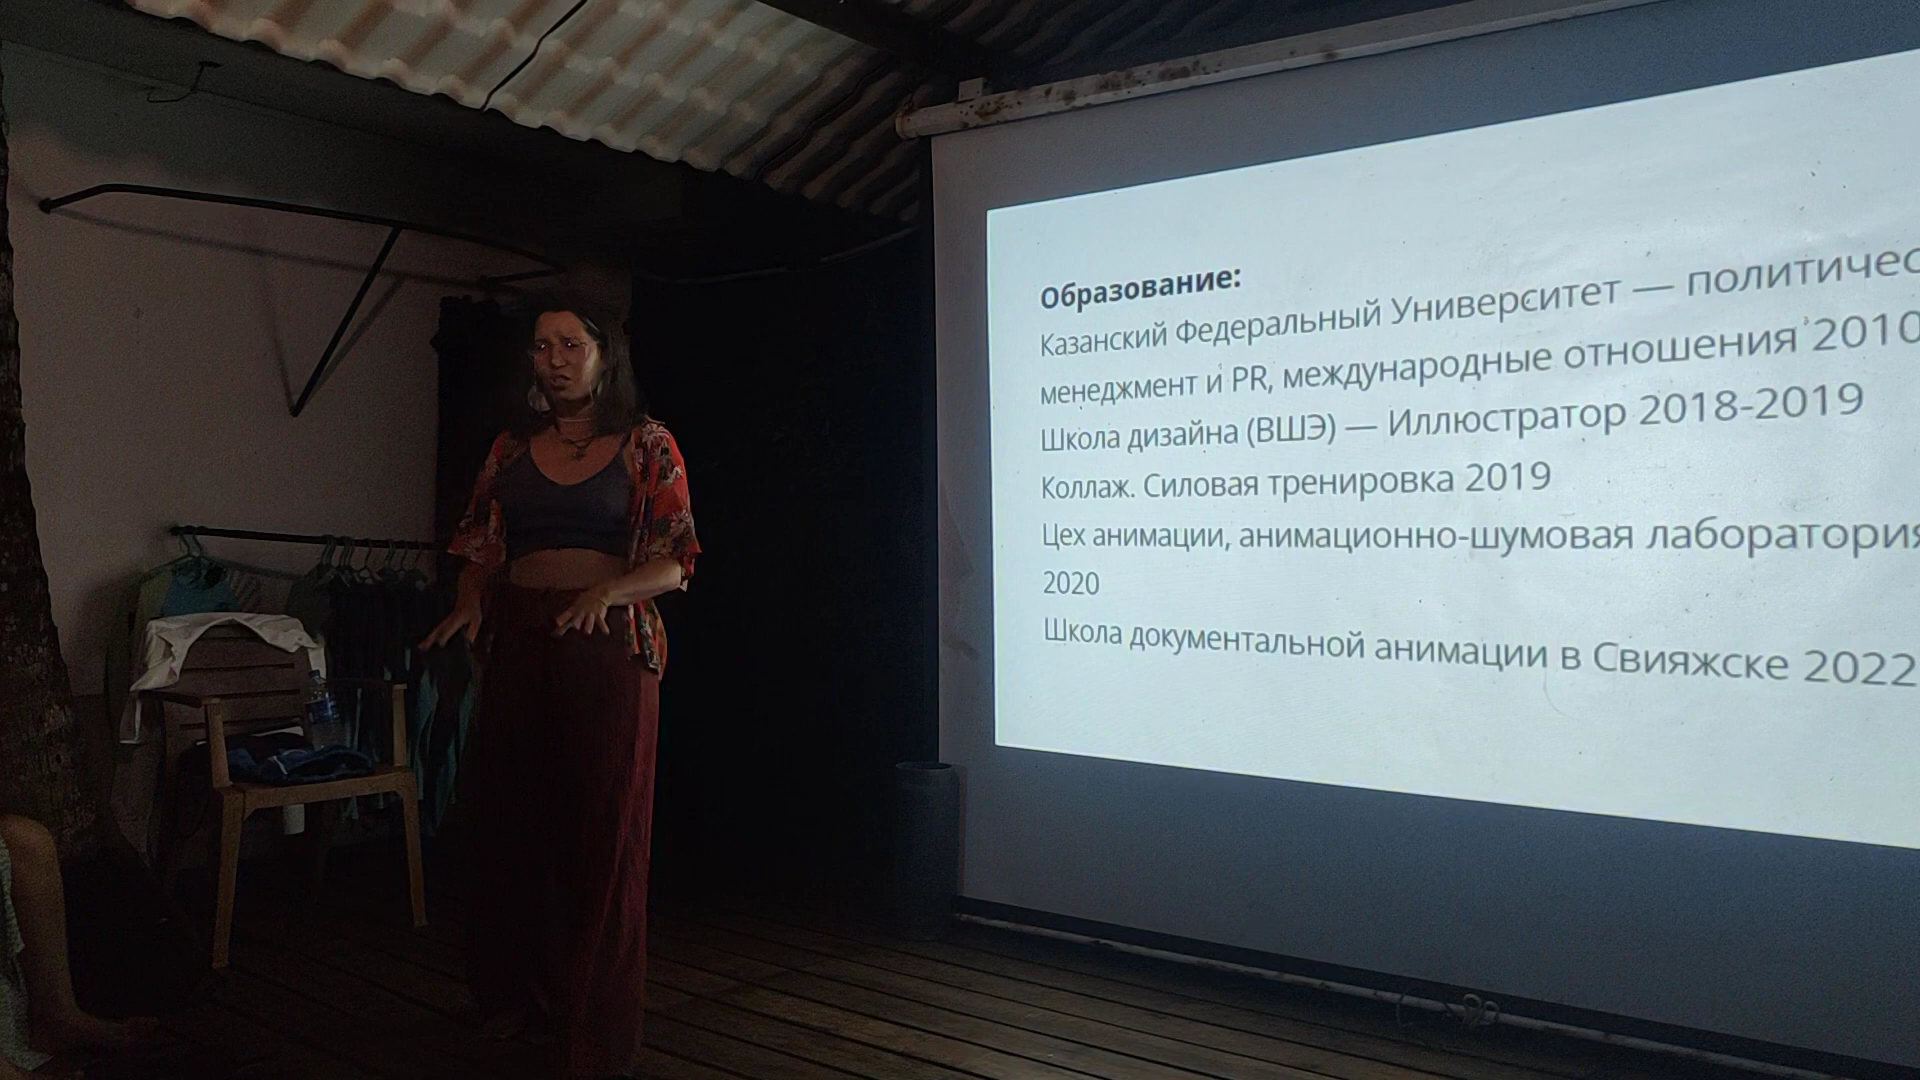 Образование:
Казанский Федеральный Университет — политичес
менеджмент и PR, международные отношения 2010
Школа дизайна (ВШЭ) — Иллюстратор 2018-2019
Коллаж. Силовая тренировка 2019
Цех анимации, анимационно-шумовая лаборатория
2020
Школа документальной анимации в Свияжске 2022